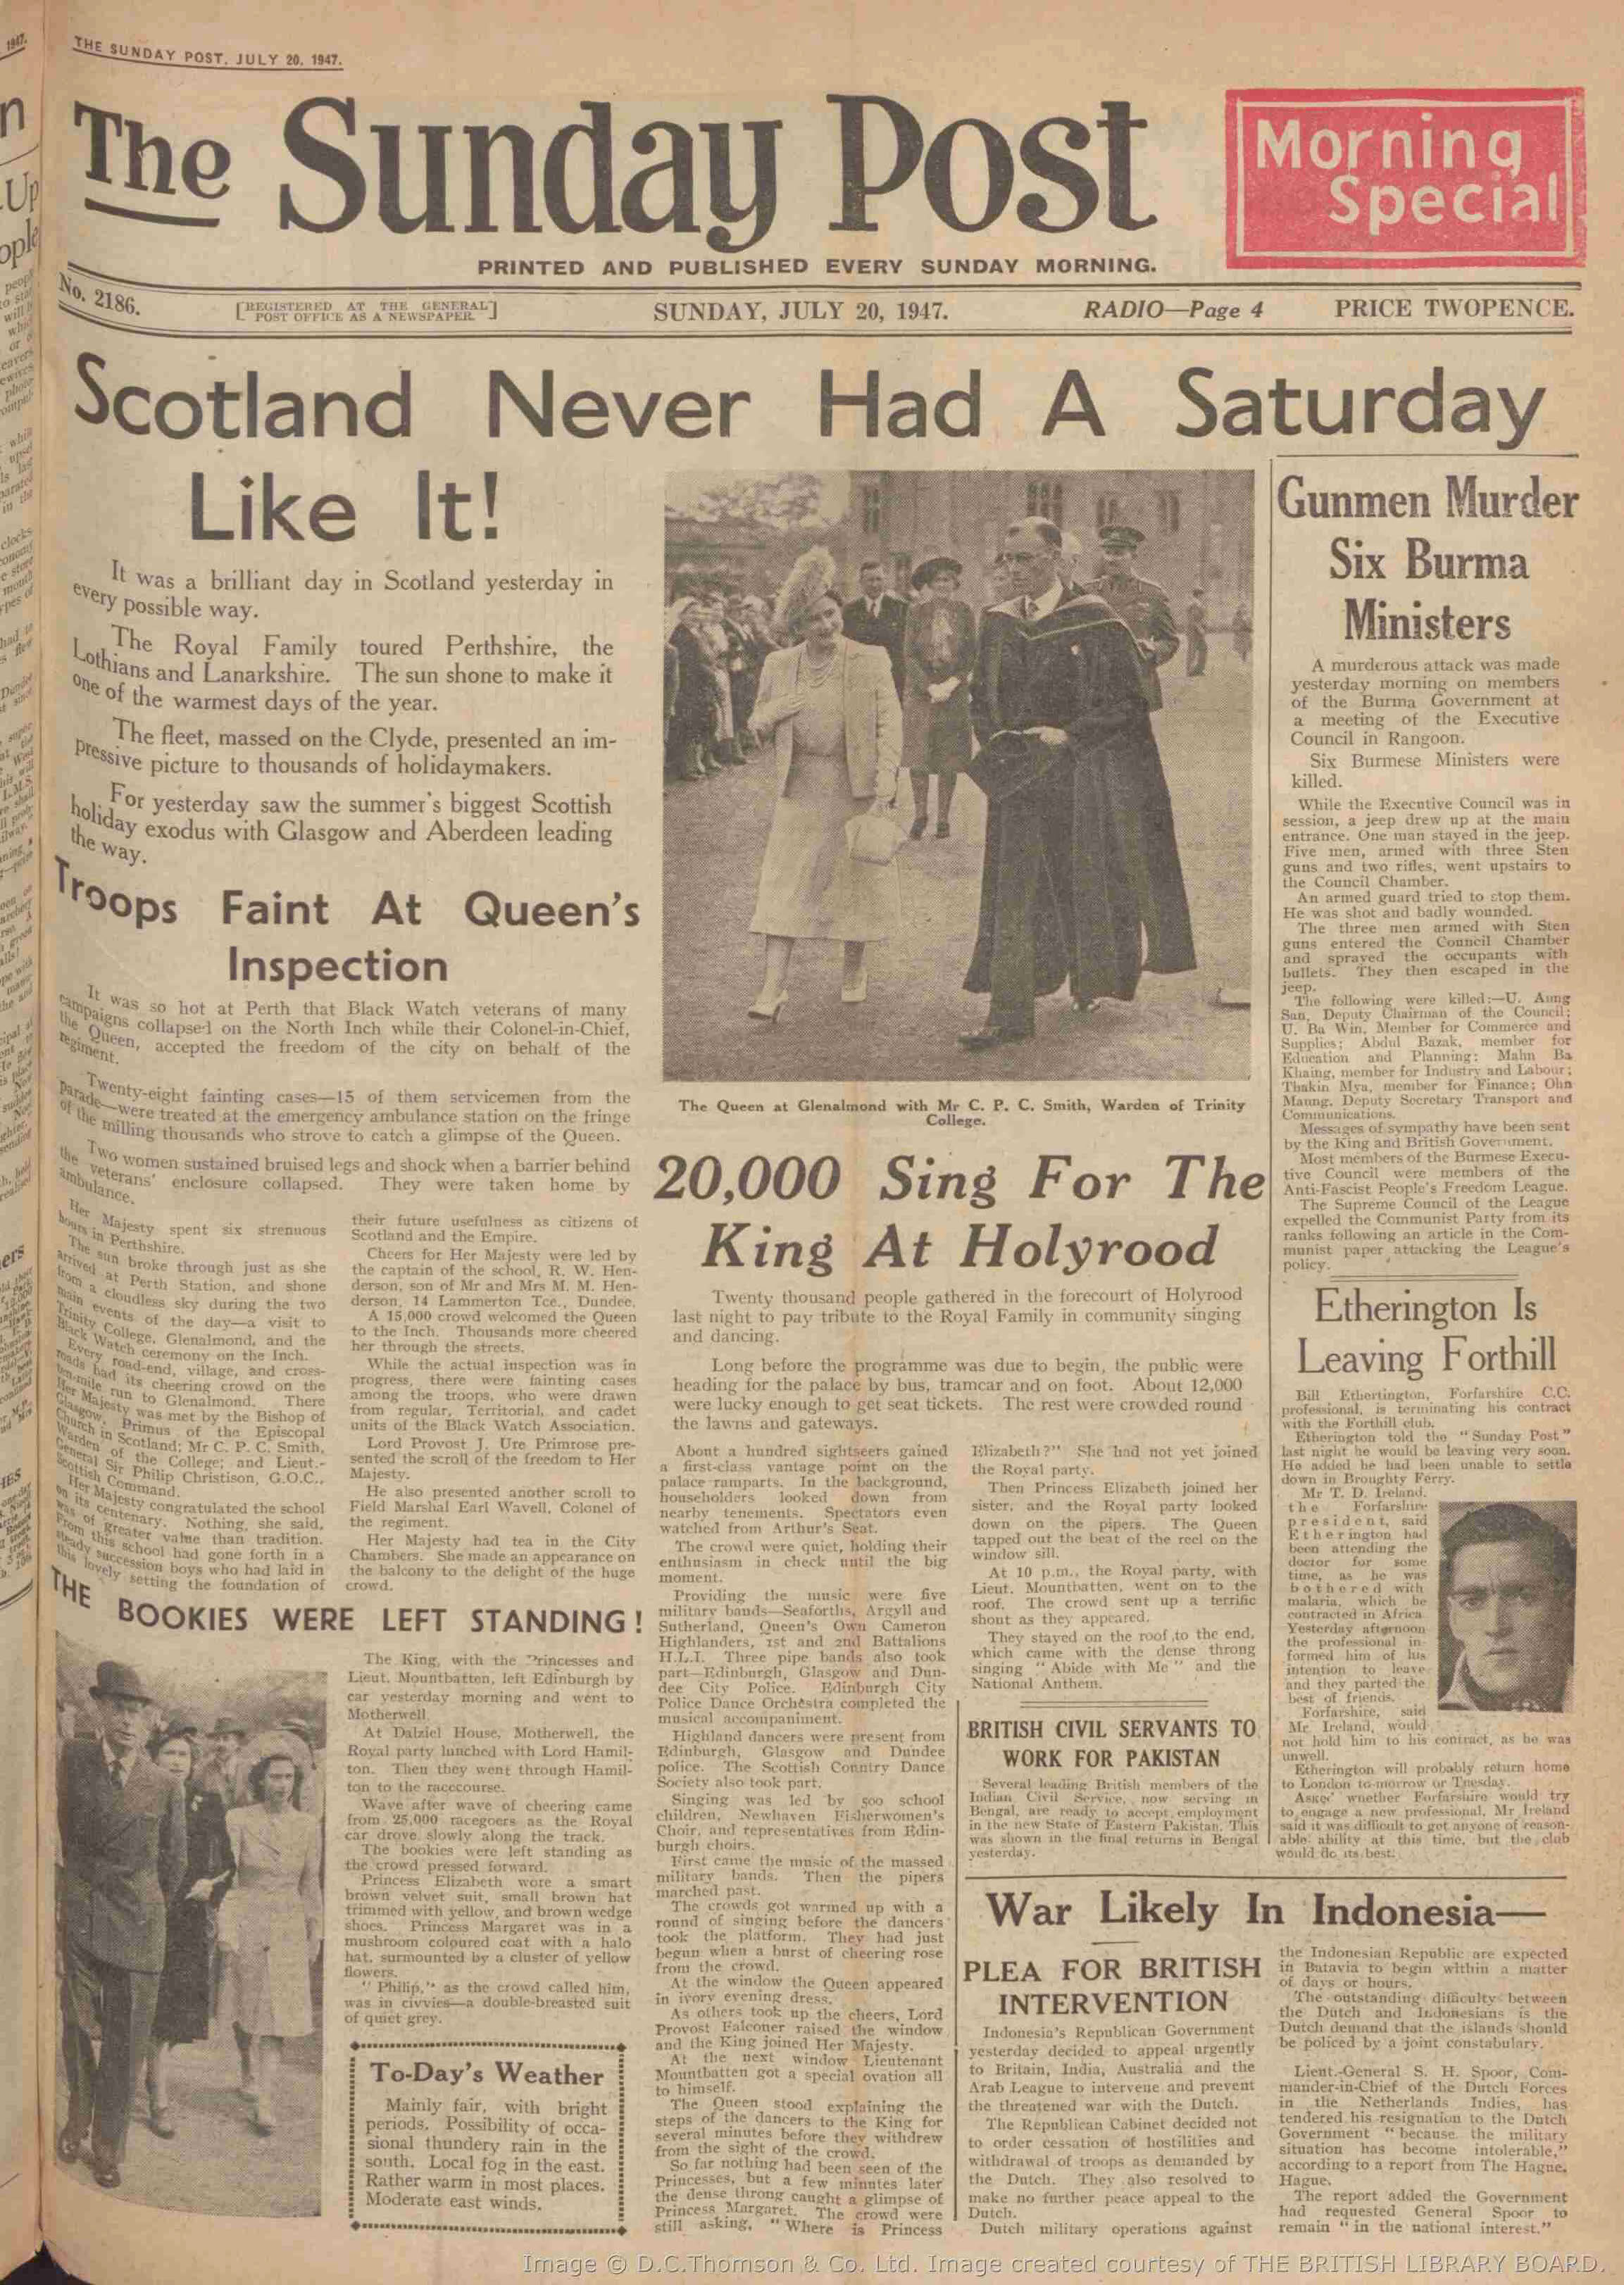 THE SUNDAY POST, JULY 20, 1947.
The Sunday Post
Morning
Special
PRINTED AND PUBLISHED EVERY SUNDAY MORNING.
No. 2186.
[REGISTERED AT THE GENERAL]
[POST OFFICE AS A NEWSPAPER]
SUNDAY, JULY 20, 1947.
RADIO—Page 4
PRICE TWOPENCE.
Scotland Never Had A Saturday
Like It!
It was a brilliant day in Scotland yesterday in
every possible way.
The Royal Family toured Perthshire, the
Lothians and Lanarkshire. The sun shone to make it
one of the warmest days of the year.
The fleet, massed on the Clyde, presented an im-
pressive picture to thousands of holidaymakers.
For yesterday saw the summer's biggest Scottish
holiday exodus with Glasgow and Aberdeen leading
the way.
Troops Faint At Queen's
Inspection
It was so hot at Perth that Black Watch veterans of many
campaigns collapsed on the North Inch while their Colonel-in-Chief,
the Queen, accepted the freedom of the city on behalf of the
regiment.
Twenty-eight fainting cases—15 of them servicemen from the
parade—were treated at the emergency ambulance station on the fringe
of the milling thousands who strove to catch a glimpse of the Queen.
Two women sustained bruised legs and shock when a barrier behind
the veterans' enclosure collapsed. They were taken home by
ambulance.
Her Majesty spent six strenuous
hours in Perthshire.
The sun broke through just as she
arrived at Perth Station, and shone
from a cloudless sky during the two
main events of the day—a visit to
Trinity College, Glenalmond, and the
Black Watch ceremony on the Inch.
Every road-end, village, and cross-
roads had its cheering crowd on the
ten-mile run to Glenalmond. There
Her Majesty was met by the Bishop of
Glasgow, Primus of the Episcopal
Church in Scotland; Mr C. P. C. Smith,
Warden of the College; and Lieut.-
General Sir Philip Christison, G.O.C.,
Scottish Command.
Her Majesty congratulated the school
on its centenary. Nothing, she said,
was of greater value than tradition.
From this school had gone forth in a
steady succession boys who had laid in
this lovely setting the foundation of
their future usefulness as citizens of
Scotland and the Empire.
Cheers for Her Majesty were led by
the captain of the school, R. W. Hen-
derson, son of Mr and Mrs M. M. Hen-
derson, 14 Lammerton Tce., Dundee.
A 15,000 crowd welcomed the Queen
to the Inch. Thousands more cheered
her through the streets.
While the actual inspection was in
progress, there were fainting cases
among the troops, who were drawn
from regular, Territorial, and cadet
units of the Black Watch Association.
Lord Provost J. Ure Primrose pre-
sented the scroll of the freedom to Her
Majesty.
He also presented another scroll to
Field Marshal Earl Wavell, Colonel of
the regiment.
Her Majesty had tea in the City
Chambers. She made an appearance on
the balcony to the delight of the huge
crowd.
THE BOOKIES WERE LEFT STANDING!
The King, with the Princesses and
Lieut. Mountbatten, left Edinburgh by
car yesterday morning and went to
Motherwell.
At Dalziel House, Motherwell, the
Royal party lunched with Lord Hamil-
ton. Then they went through Hamil-
ton to the racecourse.
Wave after wave of cheering came
from 25,000 racegoers as the Royal
car drove slowly along the track.
The bookies were left standing as
the crowd pressed forward.
Princess Elizabeth wore a smart
brown velvet suit, small brown hat
trimmed with yellow, and brown wedge
shoes. Princess Margaret was in a
mushroom coloured coat with a halo
hat, surmounted by a cluster of yellow
flowers.
"Philip," as the crowd called him,
was in civvies—a double-breasted suit
of quiet grey.
To-Day's Weather
Mainly fair, with bright
periods. Possibility of occa-
sional thundery rain in the
south. Local fog in the east.
Rather warm in most places.
Moderate east winds.
The Queen at Glenalmond with Mr C. P. C. Smith, Warden of Trinity
College.
20,000 Sing For The
King At Holyrood
Twenty thousand people gathered in the forecourt of Holyrood
last night to pay tribute to the Royal Family in community singing
and dancing.
Long before the programme was due to begin, the public were
heading for the palace by bus, tramcar and on foot. About 12,000
were lucky enough to get seat tickets. The rest were crowded round
the lawns and gateways.
About a hundred sightseers gained
a first-class vantage point on the
palace ramparts. In the background,
householders looked down from
nearby tenements. Spectators even
watched from Arthur's Seat.
The crowd were quiet, holding their
enthusiasm in check until the big
moment.
Providing the music were five
military bands—Seaforths, Argyll and
Sutherland, Queen's Own Cameron
Highlanders, 1st and 2nd Battalions
H.L.I. Three pipe bands also took
part—Edinburgh, Glasgow and Dun-
dee City Police. Edinburgh City
Police Dance Orchestra completed the
musical accompaniment.
Highland dancers were present from
Edinburgh, Glasgow and Dundee
police. The Scottish Country Dance
Society also took part.
Singing was led by 500 school
children, Newhaven Fisherwomen's
Choir, and representatives from Edin-
burgh choirs.
First came the music of the massed
military bands. Then the pipers
marched past.
The crowds got warmed up with a
round of singing before the dancers
took the platform. They had just
begun when a burst of cheering rose
from the crowd.
At the window the Queen appeared
in ivory evening dress.
As others took up the cheers, Lord
Provost Falconer raised the window
and the King joined Her Majesty.
At the next window Lieutenant
Mountbatten got a special ovation all
to himself.
The Queen stood explaining the
steps of the dancers to the King for
several minutes before they withdrew
from the sight of the crowd.
So far nothing had been seen of the
Princesses, but a few minutes later
the dense throng caught a glimpse of
Princess Margaret. The crowd were
still asking, "Where is Princess
Elizabeth?" She had not yet joined
the Royal party.
Then Princess Elizabeth joined her
sister, and the Royal party looked
down on the pipers. The Queen
tapped out the beat of the reel on the
window sill.
At 10 p.m., the Royal party, with
Lieut. Mountbatten, went on to the
roof. The crowd sent up a terrific
shout as they appeared.
They stayed on the roof to the end,
which came with the dense throng
singing "Abide with Me" and the
National Anthem.
BRITISH CIVIL SERVANTS TO
WORK FOR PAKISTAN
Several leading British members of the
Indian Civil Service, now serving in
Bengal, are ready to accept employment
in the new State of Eastern Pakistan. This
was shown in the final returns in Bengal
yesterday.
Gunmen Murder
Six Burma
Ministers
A murderous attack was made
yesterday morning on members
of the Burma Government at
a meeting of the Executive
Council in Rangoon.
Six Burmese Ministers were
killed.
While the Executive Council was in
session, a jeep drew up at the main
entrance. One man stayed in the jeep.
Five men, armed with three Sten
guns and two rifles, went upstairs to
the Council Chamber.
An armed guard tried to stop them.
He was shot and badly wounded.
The three men armed with Sten
guns entered the Council Chamber
and sprayed the occupants with
bullets. They then escaped in the
jeep.
The following were killed:—U. Aung
San, Deputy Chairman of the Council;
U. Ba Win, Member for Commerce and
Supplies; Abdul Bazak, member for
Education and Planning; Mahn Ba
Khaing, member for Industry and Labour;
Thakin Mya, member for Finance; Ohn
Maung, Deputy Secretary Transport and
Communications.
Messages of sympathy have been sent
by the King and British Government.
Most members of the Burmese Execu-
tive Council were members of the
Anti-Fascist People's Freedom League.
The Supreme Council of the League
expelled the Communist Party from its
ranks following an article in the Com-
munist paper attacking the League's
policy.
Etherington Is
Leaving Forthill
Bill Etherington, Forfarshire C.C.
professional, is terminating his contract
with the Forthill club.
Etherington told the "Sunday Post"
last night he would be leaving very soon.
He added he had been unable to settle
down in Broughty Ferry.
Mr T. D. Ireland,
the Forfarshire
president, said
Etherington had
been attending the
doctor for some
time, as he was
bothered with
malaria, which he
contracted in Africa.
Yesterday afternoon
the professional in-
formed him of his
intention to leave
and they parted the
best of friends.
Forfarshire, said
Mr Ireland, would
not hold him to his contract, as he was
unwell.
Etherington will probably return home
to London to-morrow or Tuesday.
Asked whether Forfarshire would try
to engage a new professional, Mr Ireland
said it was difficult to get anyone of reason-
able ability at this time, but the club
would do its best.
War Likely In Indonesia—
PLEA FOR BRITISH
INTERVENTION
Indonesia's Republican Government
yesterday decided to appeal urgently
to Britain, India, Australia and the
Arab League to intervene and prevent
the threatened war with the Dutch.
The Republican Cabinet decided not
to order cessation of hostilities and
withdrawal of troops as demanded by
the Dutch. They also resolved to
make no further peace appeal to the
Dutch.
Dutch military operations against
the Indonesian Republic are expected
in Batavia to begin within a matter
of days or hours.
The outstanding difficulty between
the Dutch and Indonesians is the
Dutch demand that the islands should
be policed by a joint constabulary.
Lieut.-General S. H. Spoor, Com-
mander-in-Chief of the Dutch Forces
in the Netherlands Indies, has
tendered his resignation to the Dutch
Government "because the military
situation has become intolerable,"
according to a report from The Hague.
Hague.
The report added the Government
had requested General Spoor to
remain "in the national interest."
Image © D.C.Thomson & Co. Ltd. Image created courtesy of THE BRITISH LIBRARY BOARD.